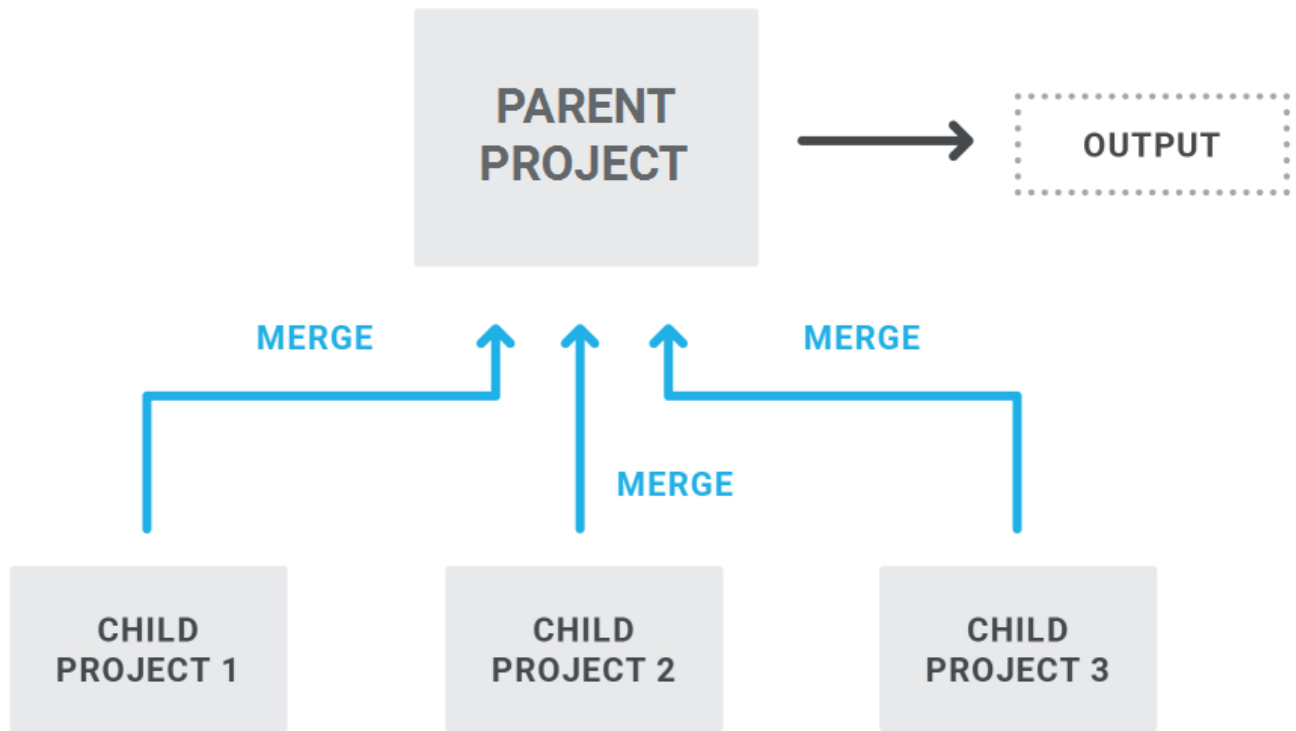 PARENT
PROJECT
OUTPUT
MERGE
MERGE
MERGE
CHILD
PROJECT 1
CHILD
PROJECT 2
CHILD
PROJECT 3